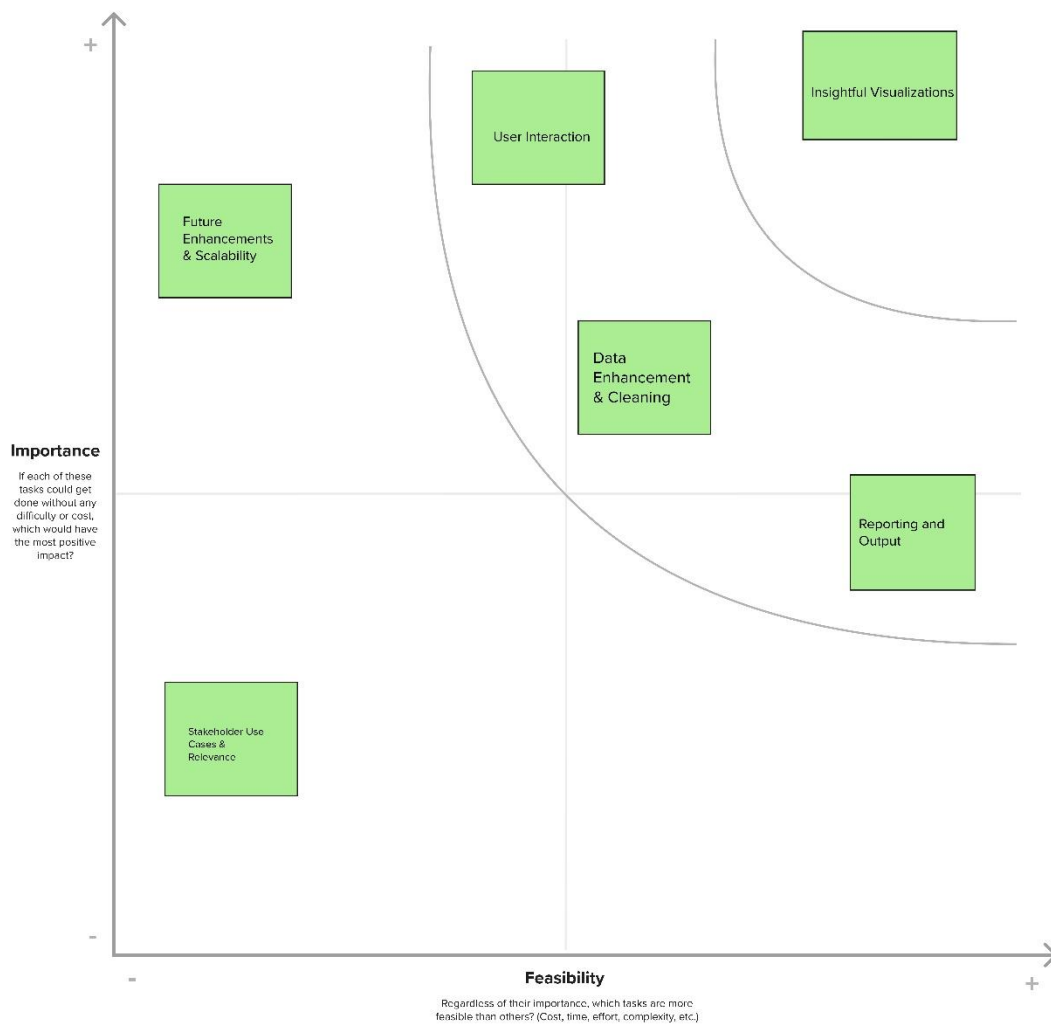 +
Insightful Visualizations
User Interaction
Future
Enhancements
& Scalability
Data
Enhancement
& Cleaning
Importance
If each of these
tasks could get
done without any
difficulty or cost,
which would have
the most positive
impact?
Reporting and
Output
Stakeholder Use
Cases &
Relevance
-
-
Feasibility
+
Regardless of their importance, which tasks are more
feasible than others? (Cost, time, effort, complexity, etc.)